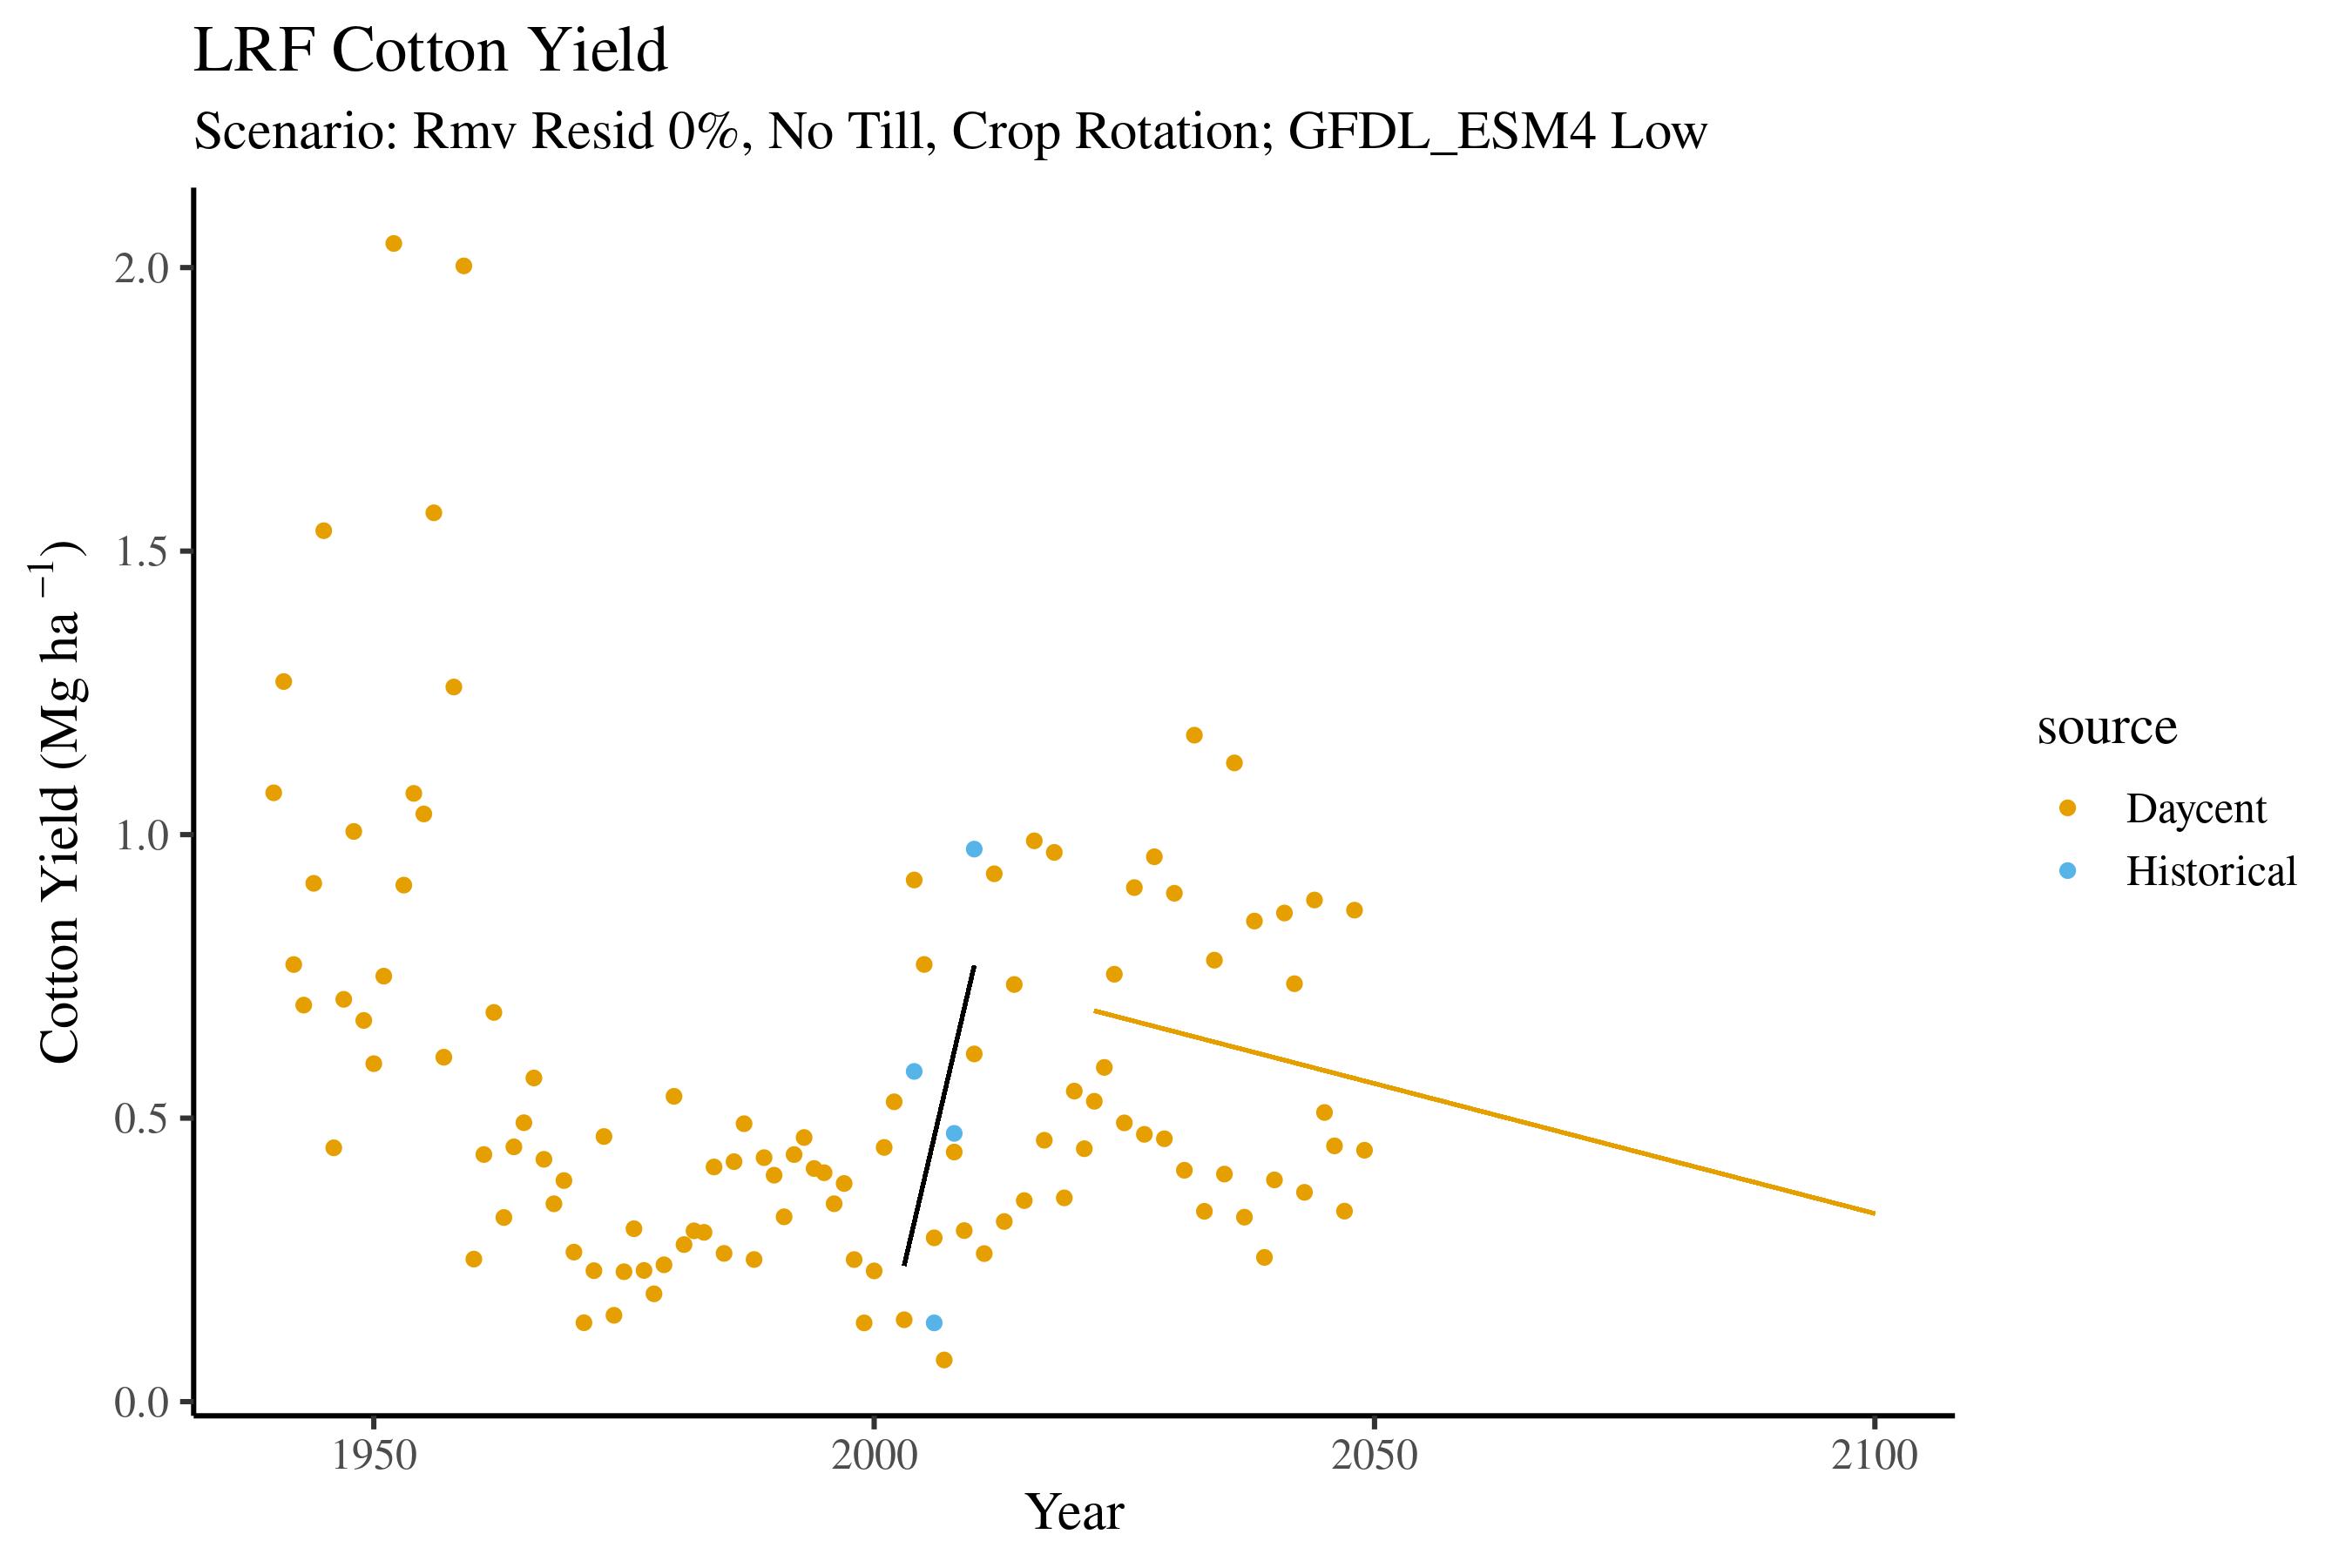 LRF Cotton Yield
Scenario: Rmv Resid 0%, No Till, Crop Rotation; GFDL_ESM4 Low
Cotton Yield (Mg ha −1)
2.0
1.5
1.0
0.5
0.0
1950 2000 2050 2100
Year
source
Daycent
Historical